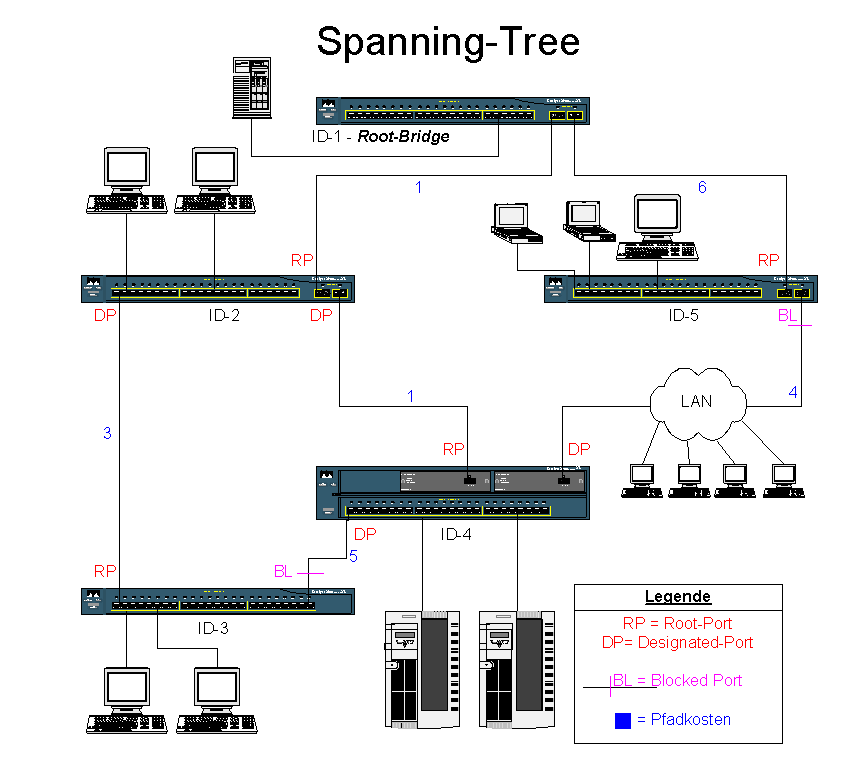 Spanning-Tree
ID-1 - Root-Bridge
1
6
RP
RP
DP
ID-2
DP
ID-5
BL
1
LAN
4
3
RP
DP
DP
ID-4
5
RP
BL
ID-3
Legende
RP = Root-Port
DP= Designated-Port
BL = Blocked Port
= Pfadkosten